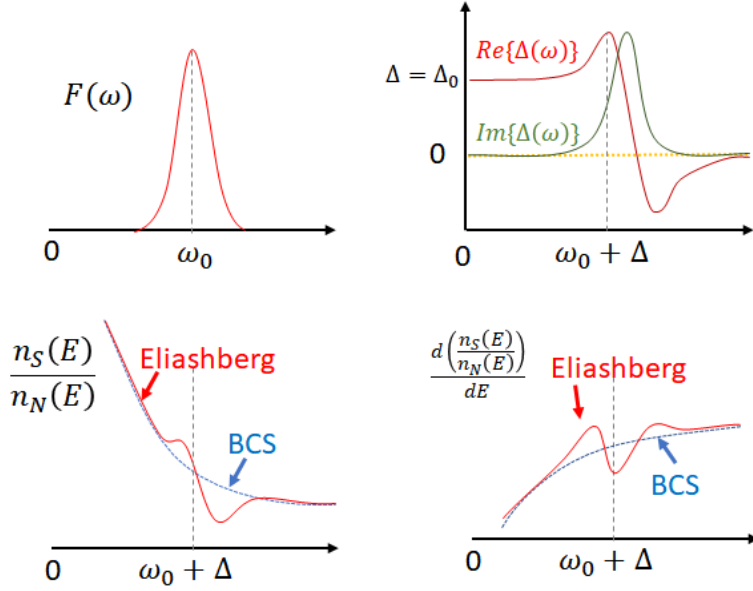 F(ω)
0
ω₀
Δ = Δ₀
0
Re{Δ(ω)}
Im{Δ(ω)}
0
ω₀ + Δ
n_S(E)
n_N(E)
Eliashberg
BCS
0
ω₀ + Δ
d(n_S(E)/n_N(E))
dE
Eliashberg
BCS
0
ω₀ + Δ